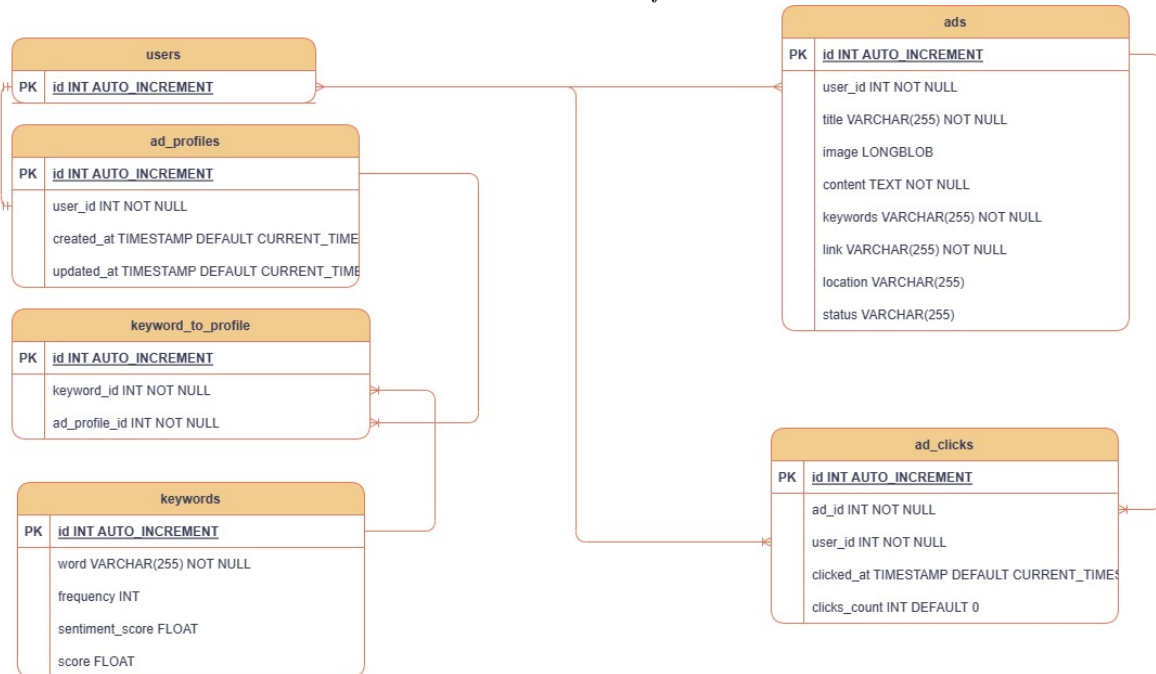 users
PK id INT AUTO_INCREMENT
ad_profiles
PK id INT AUTO_INCREMENT
user_id INT NOT NULL
created_at TIMESTAMP DEFAULT CURRENT_TIME
updated_at TIMESTAMP DEFAULT CURRENT_TIME
keyword_to_profile
PK id INT AUTO_INCREMENT
keyword_id INT NOT NULL
ad_profile_id INT NOT NULL
keywords
PK id INT AUTO_INCREMENT
word VARCHAR(255) NOT NULL
frequency INT
sentiment_score FLOAT
score FLOAT
ads
PK id INT AUTO_INCREMENT
user_id INT NOT NULL
title VARCHAR(255) NOT NULL
image LONGBLOB
content TEXT NOT NULL
keywords VARCHAR(255) NOT NULL
link VARCHAR(255) NOT NULL
location VARCHAR(255)
status VARCHAR(255)
ad_clicks
PK id INT AUTO_INCREMENT
ad_id INT NOT NULL
user_id INT NOT NULL
clicked_at TIMESTAMP DEFAULT CURRENT_TIMES
clicks_count INT DEFAULT 0